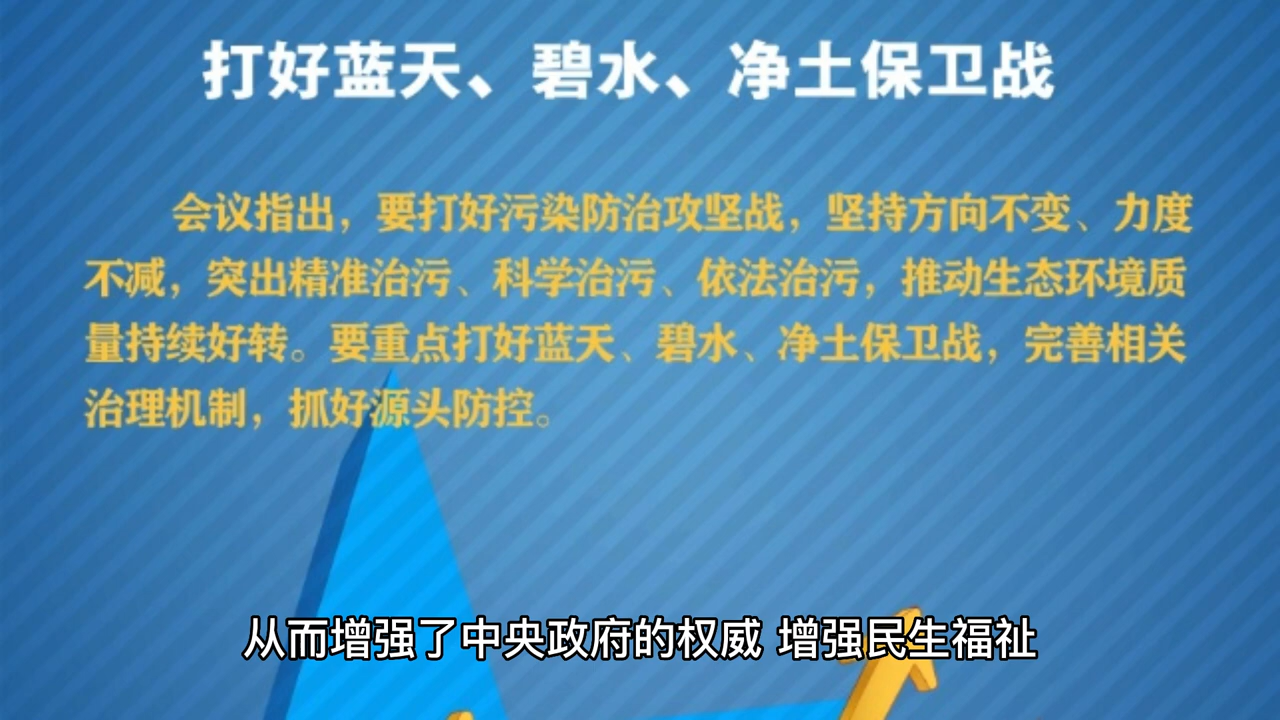 打好蓝天、碧水、净土保卫战
会议指出，要打好污染防治攻坚战，坚持方向不变、力度
不减，突出精准治污、科学治污、依法治污，推动生态环境质
量持续好转。要重点打好蓝天、碧水、净土保卫战，完善相关
治理机制，抓好源头防控。
从而增强了中央政府的权威 增强民生福祉